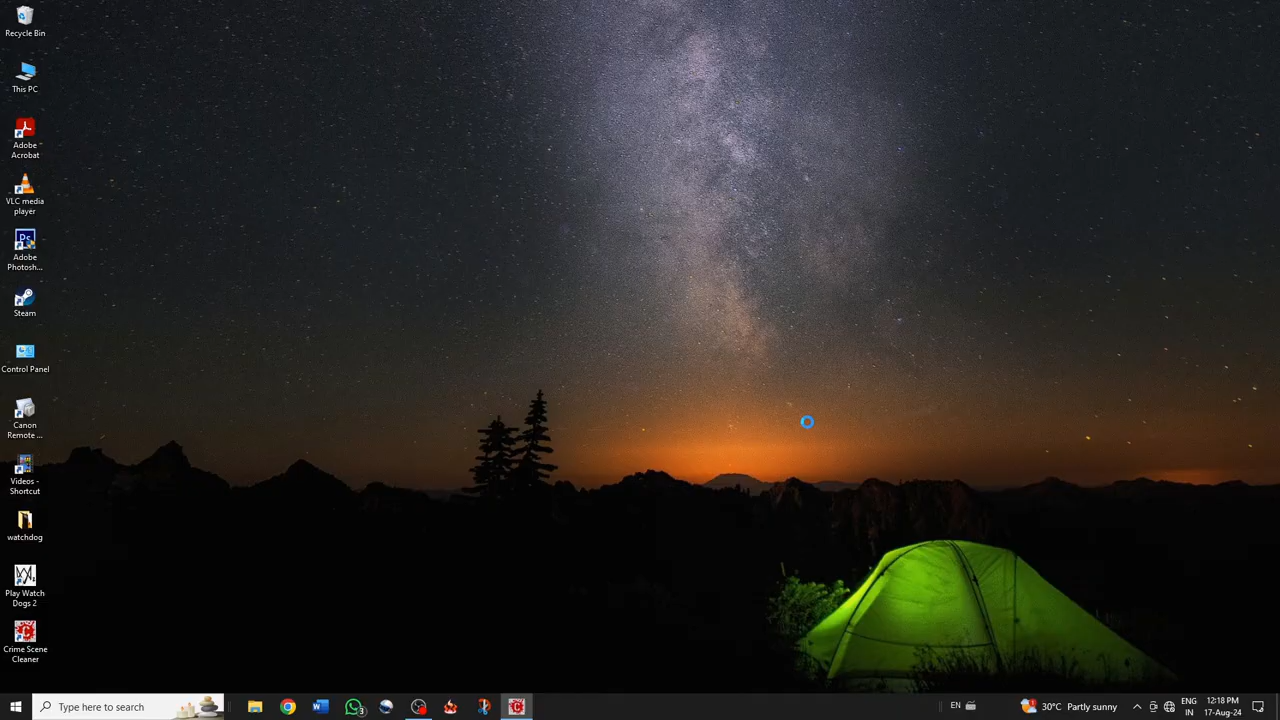 Recycle Bin
This PC
Adobe
Acrobat
VLC media
player
Ps
Adobe
Photosh...
Steam
Control Panel
Canon
Remote ...
Videos -
Shortcut
watchdog
Play Watch
Dogs 2
Crime Scene
Cleaner
Type here to search
3
30°C Partly sunny
ENG
IN
12:18 PM
17-Aug-24
EN